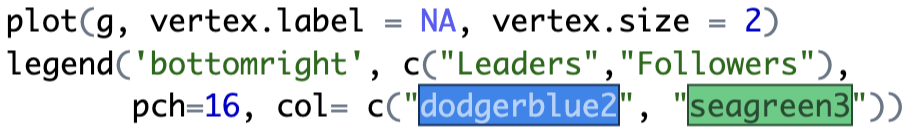 plot(g, vertex.label = NA, vertex.size = 2)
legend('bottomright', c("Leaders","Followers"),
pch=16, col= c("dodgerblue2", "seagreen3"))